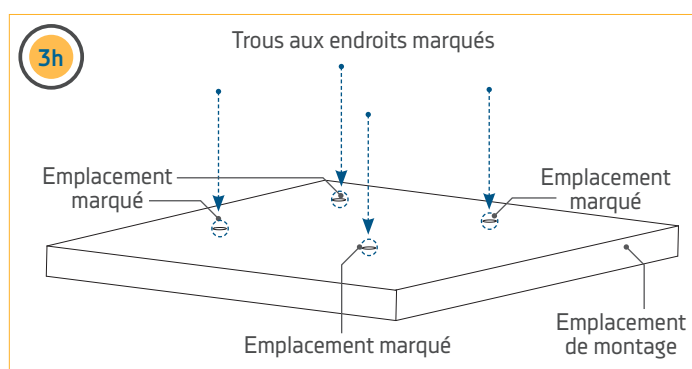 3h
Trous aux endroits marqués
Emplacement
marqué
Emplacement
marqué
Emplacement marqué
Emplacement
de montage